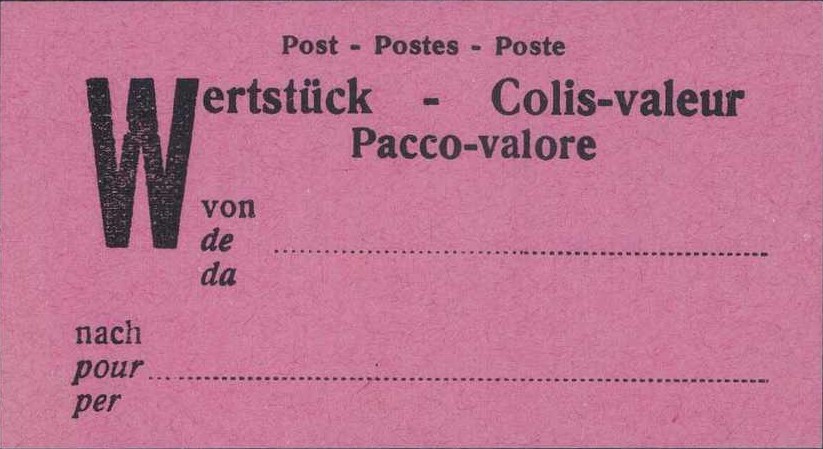 Post - Postes - Poste
Wertstück - Colis-valeur
Pacco-valore
von
de
da
nach
pour
per